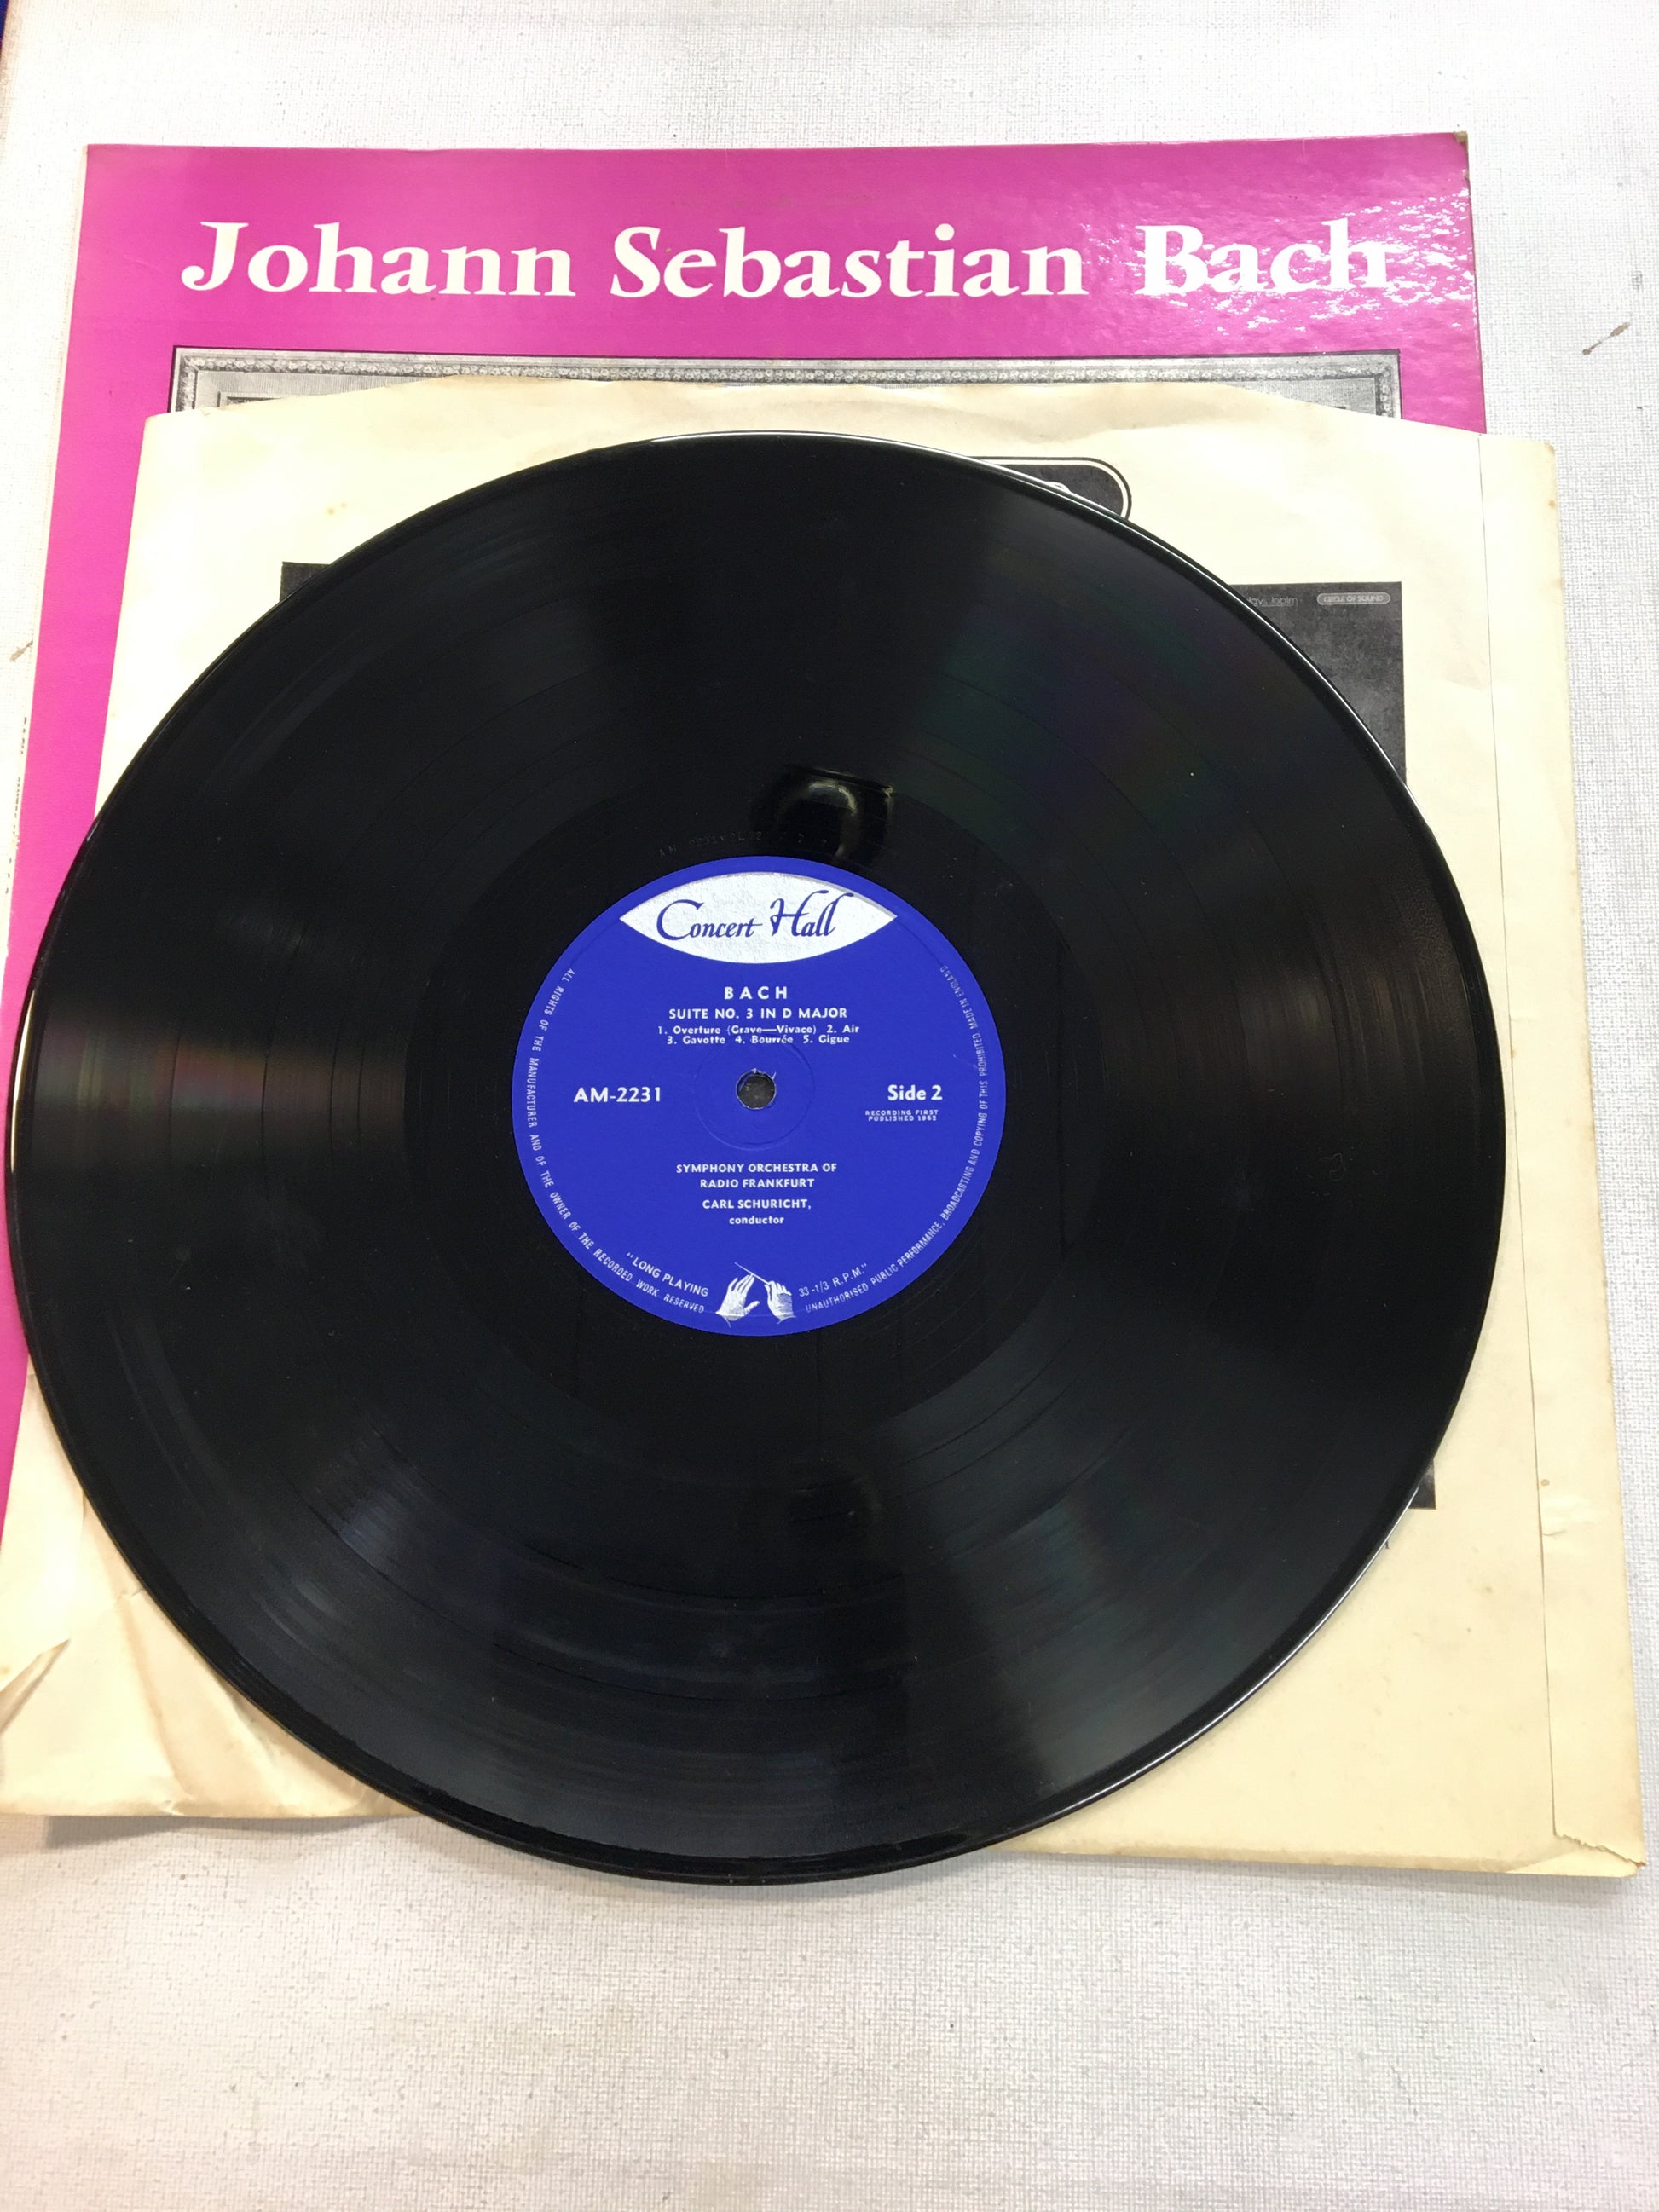 Johann Sebastian Bach
CIRCLE OF SOUND
Concert Hall
BACH
SUITE NO. 3 IN D MAJOR
1. Overture (Grave—Vivace) 2. Air
3. Gavotte 4. Bourrée 5. Gigue
AM-2231
Side 2
RECORDING FIRST
PUBLISHED 1962
SYMPHONY ORCHESTRA OF
RADIO FRANKFURT
CARL SCHURICHT,
conductor
"LONG PLAYING 33-1/3 R.P.M."
ALL RIGHTS OF THE MANUFACTURER AND OF THE OWNER OF THE RECORDED WORK RESERVED
UNAUTHORISED PUBLIC PERFORMANCE, BROADCASTING AND COPYING OF THIS PROHIBITED MADE IN ENGLAND